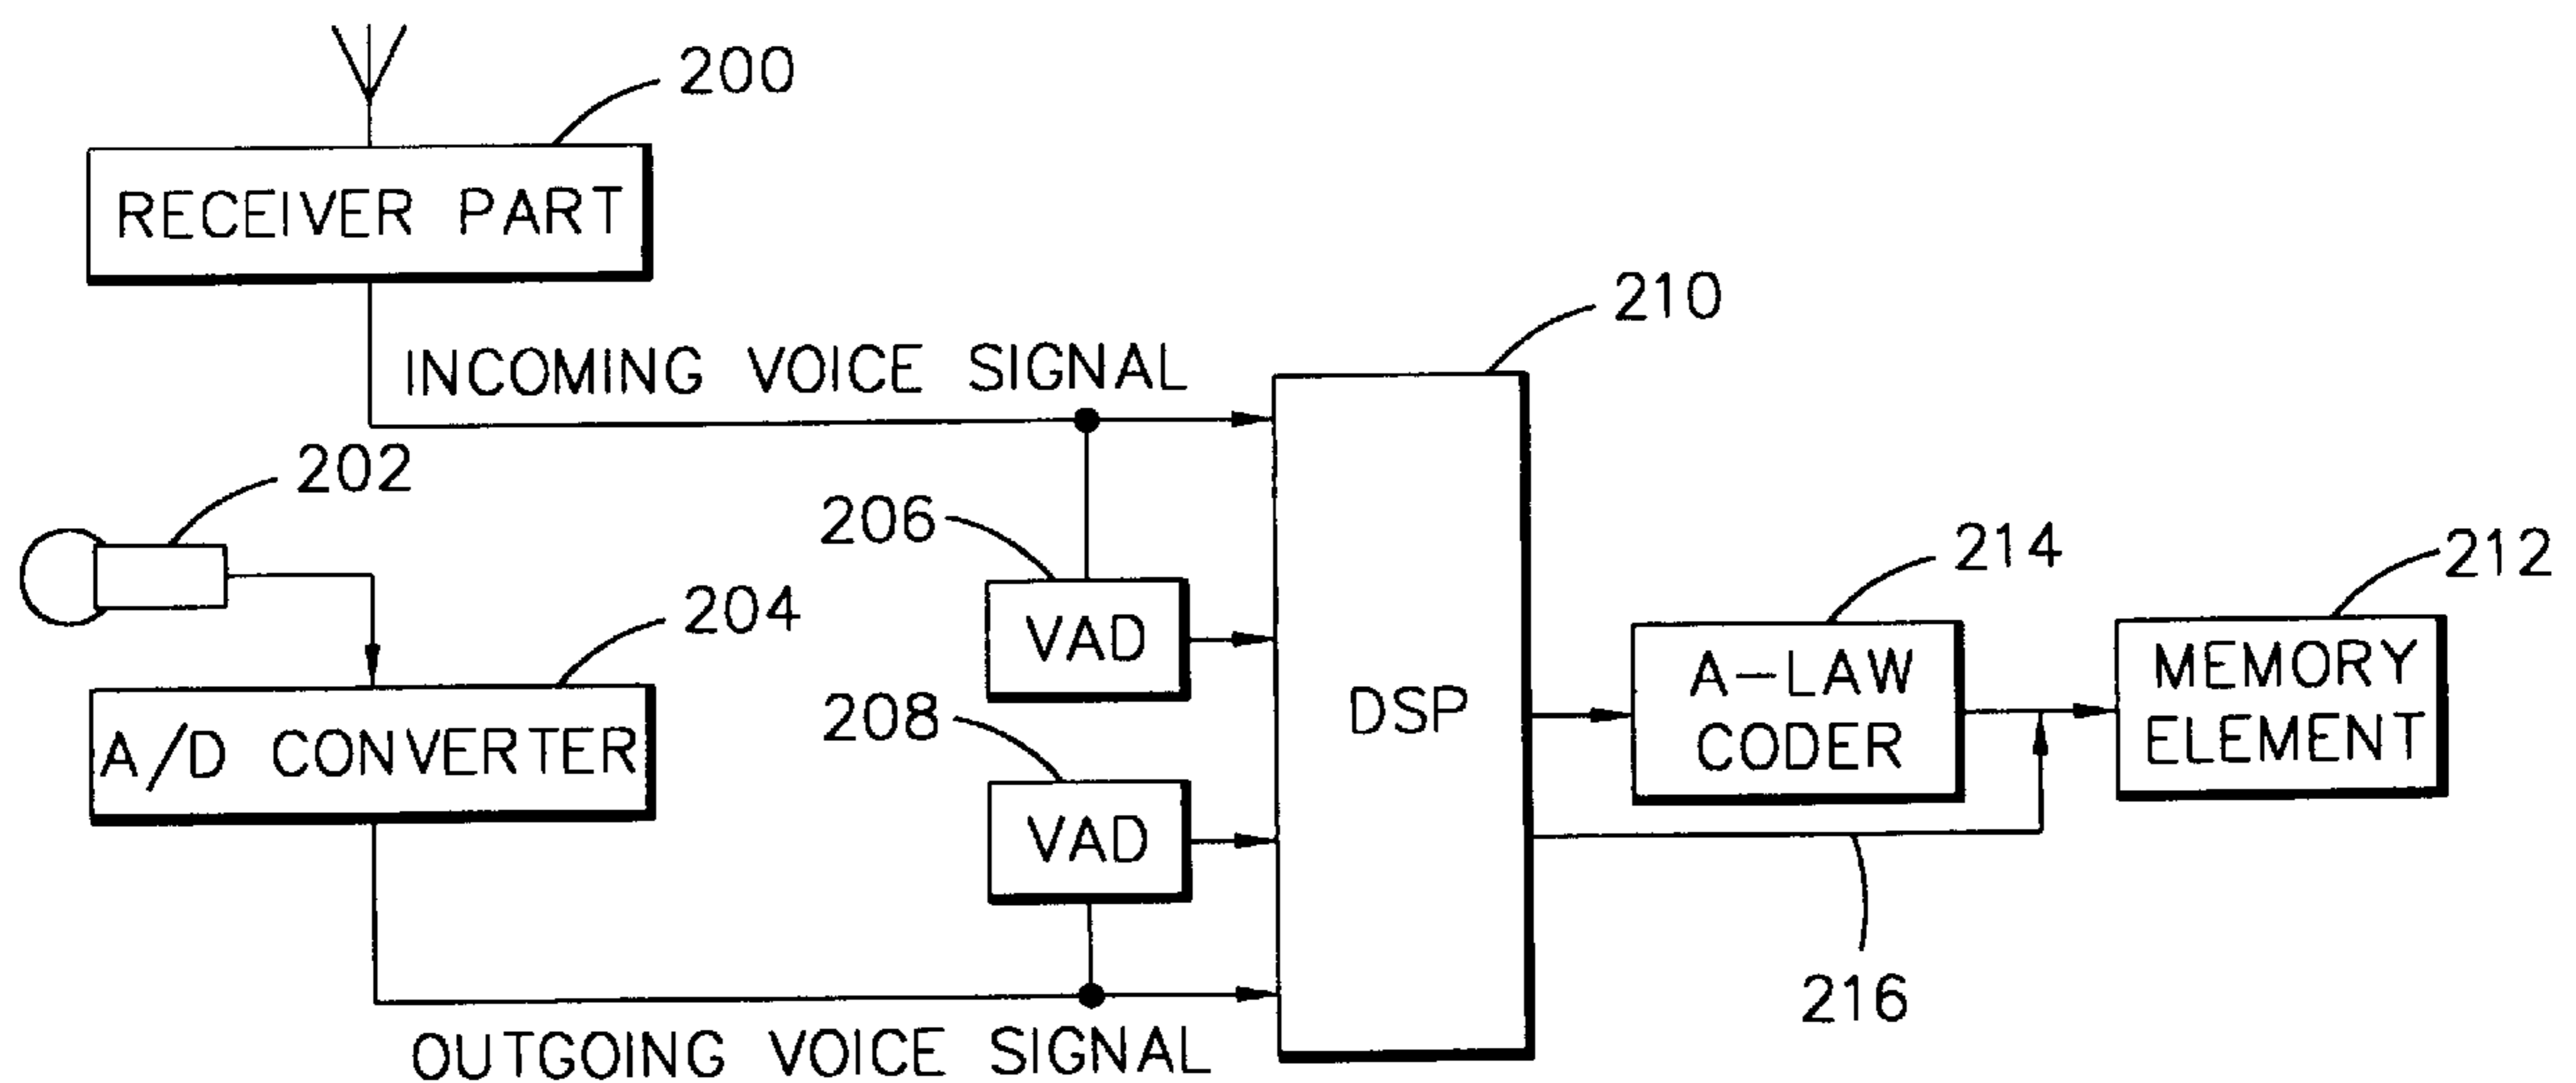 200
RECEIVER PART
210
INCOMING VOICE SIGNAL
202
206
214
212
204
VAD
A-LAW
CODER
MEMORY
ELEMENT
208
DSP
A/D CONVERTER
VAD
216
OUTGOING VOICE SIGNAL